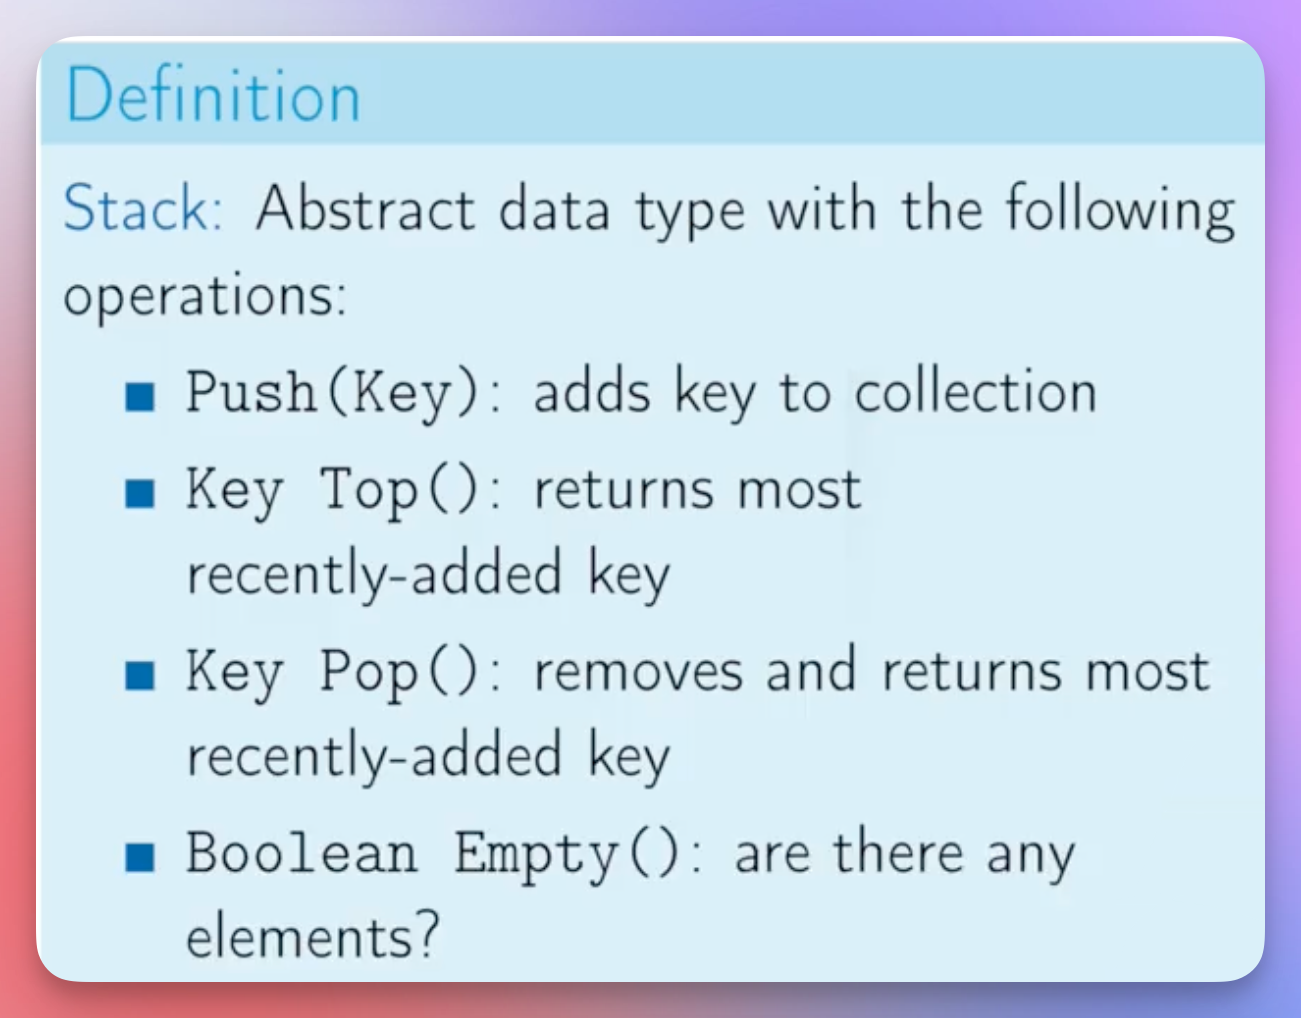 Definition
Stack: Abstract data type with the following
operations:
Push(Key): adds key to collection
Key Top(): returns most
recently-added key
Key Pop(): removes and returns most
recently-added key
Boolean Empty(): are there any
elements?